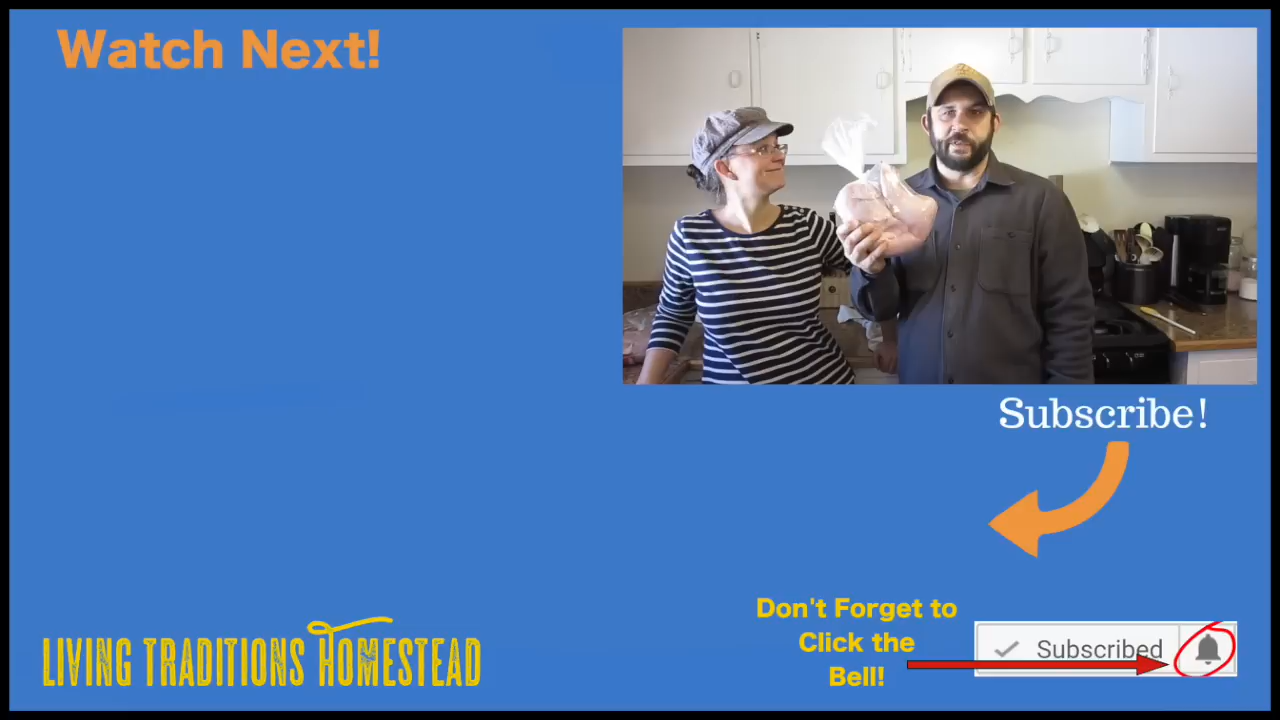 Watch Next!
Subscribe!
Don't Forget to
Click the
Bell!
Subscribed
LIVING TRADITIONS HOMESTEAD